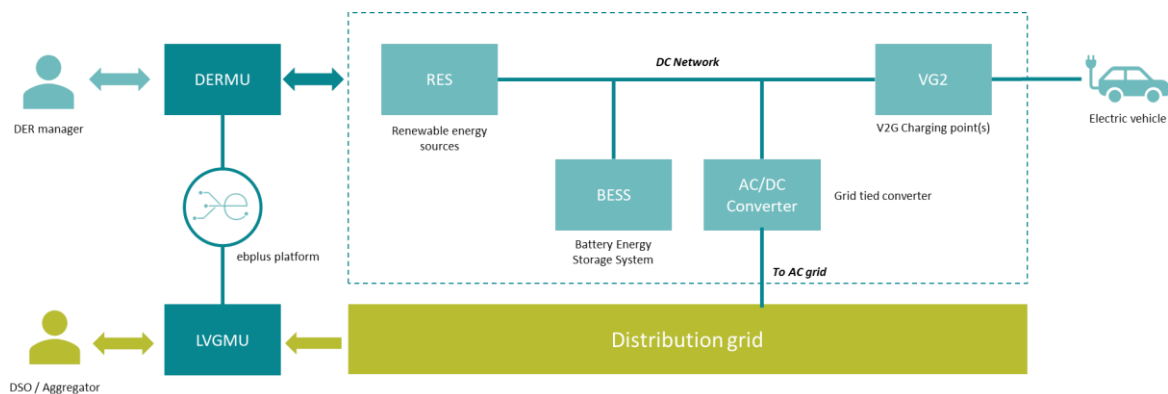 DER manager
DERMU
RES
Renewable energy
sources
DC Network
VG2
V2G Charging point(s)
Electric vehicle
BESS
Battery Energy
Storage System
AC/DC
Converter
Grid tied converter
ebplus platform
To AC grid
DSO / Aggregator
LVGMU
Distribution grid